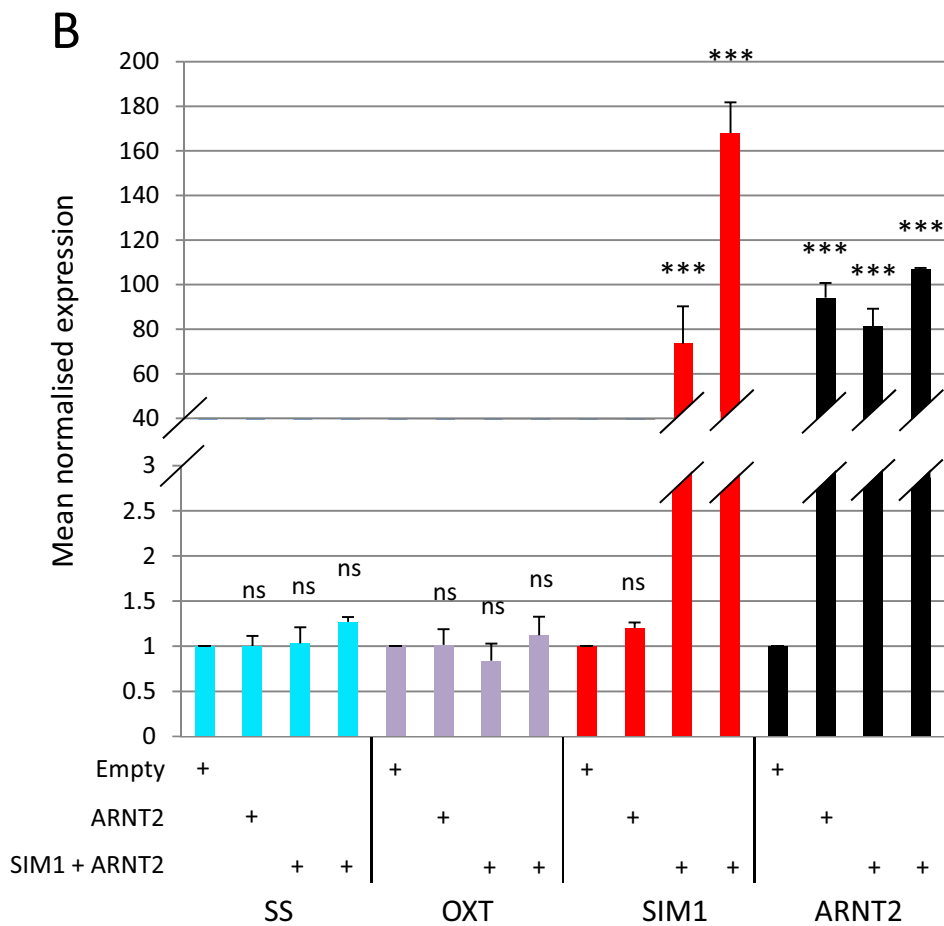 B
Mean normalised expression
200
***
180
160
140
120
***
***
***
***
100
80
60
40
3
2.5
2
ns
ns
ns
ns
ns
ns
ns
1.5
1
0.5
0
Empty + + + +
ARNT2 + + + +
SIM1 + ARNT2 + + + + + + + +
SS OXT SIM1 ARNT2